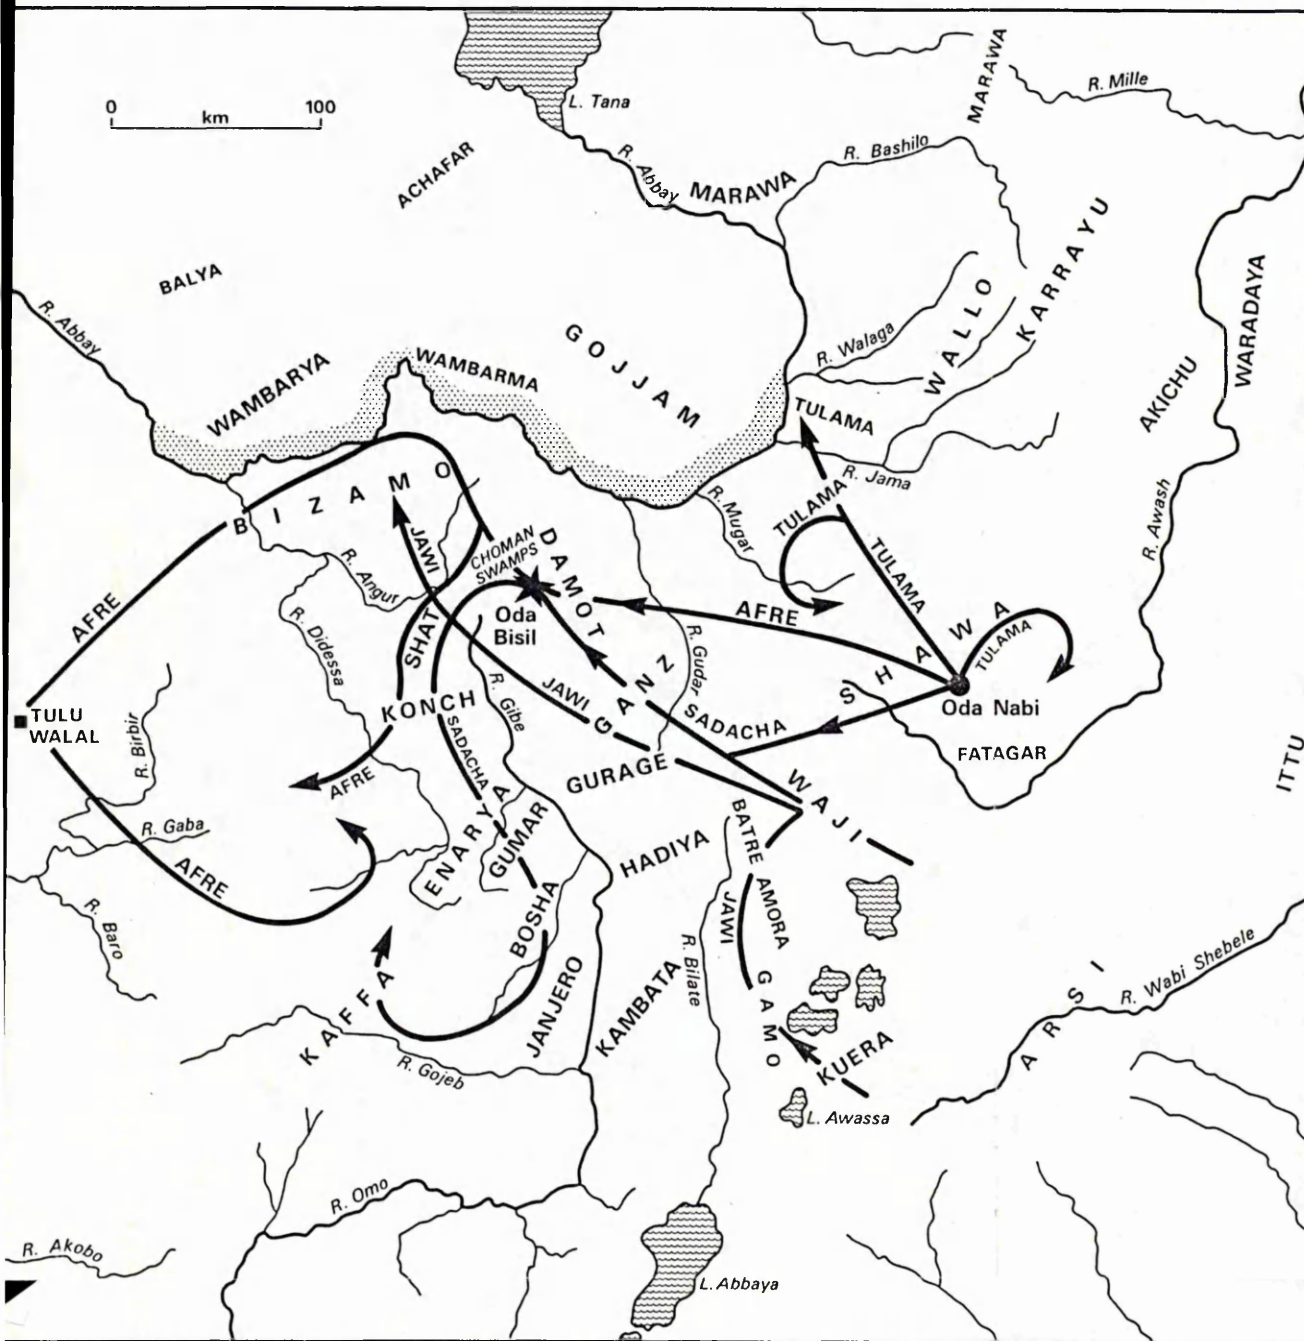 MARAWA
R. Mille
0 km 100
L. Tana
R. Abbay
R. Bashilo
ACHAFAR
MARAWA
KARRAYU
BALYA
WALLO
WARADAYA
R. Abbay
GOJJAM
R. Walaga
WAMBARYA
WAMBARMA
AKICHU
TULAMA
R. Jama
BIZAMO
R. Mugar
TULAMA
R. Awash
JAWI
CHOMAN
SWAMPS
DAMOT
TULAMA
R. Angur
AFRE
Oda
Bisil
AFRE
SHAWA
TULAMA
R. Didessa
SHAT
R. Gudar
GANZ
JAWI
R. Gibe
Oda Nabi
TULU
WALAL
KONCH
SADACHA
SADACHA
FATAGAR
R. Birbir
SADACHA
AFRE
GURAGE
WAJI
ITTU
R. Gaba
ENARYA
GUMAR
HADIYA
BATRE
AMORA
AFRE
BOSHA
JAWI
R. Baro
KAFFA
JANJERO
KAMBATA
R. Bilate
GAMO
R. Wabi Shebele
ARSI
KUERA
R. Gojeb
L. Awassa
R. Omo
R. Akobo
L. Abbaya